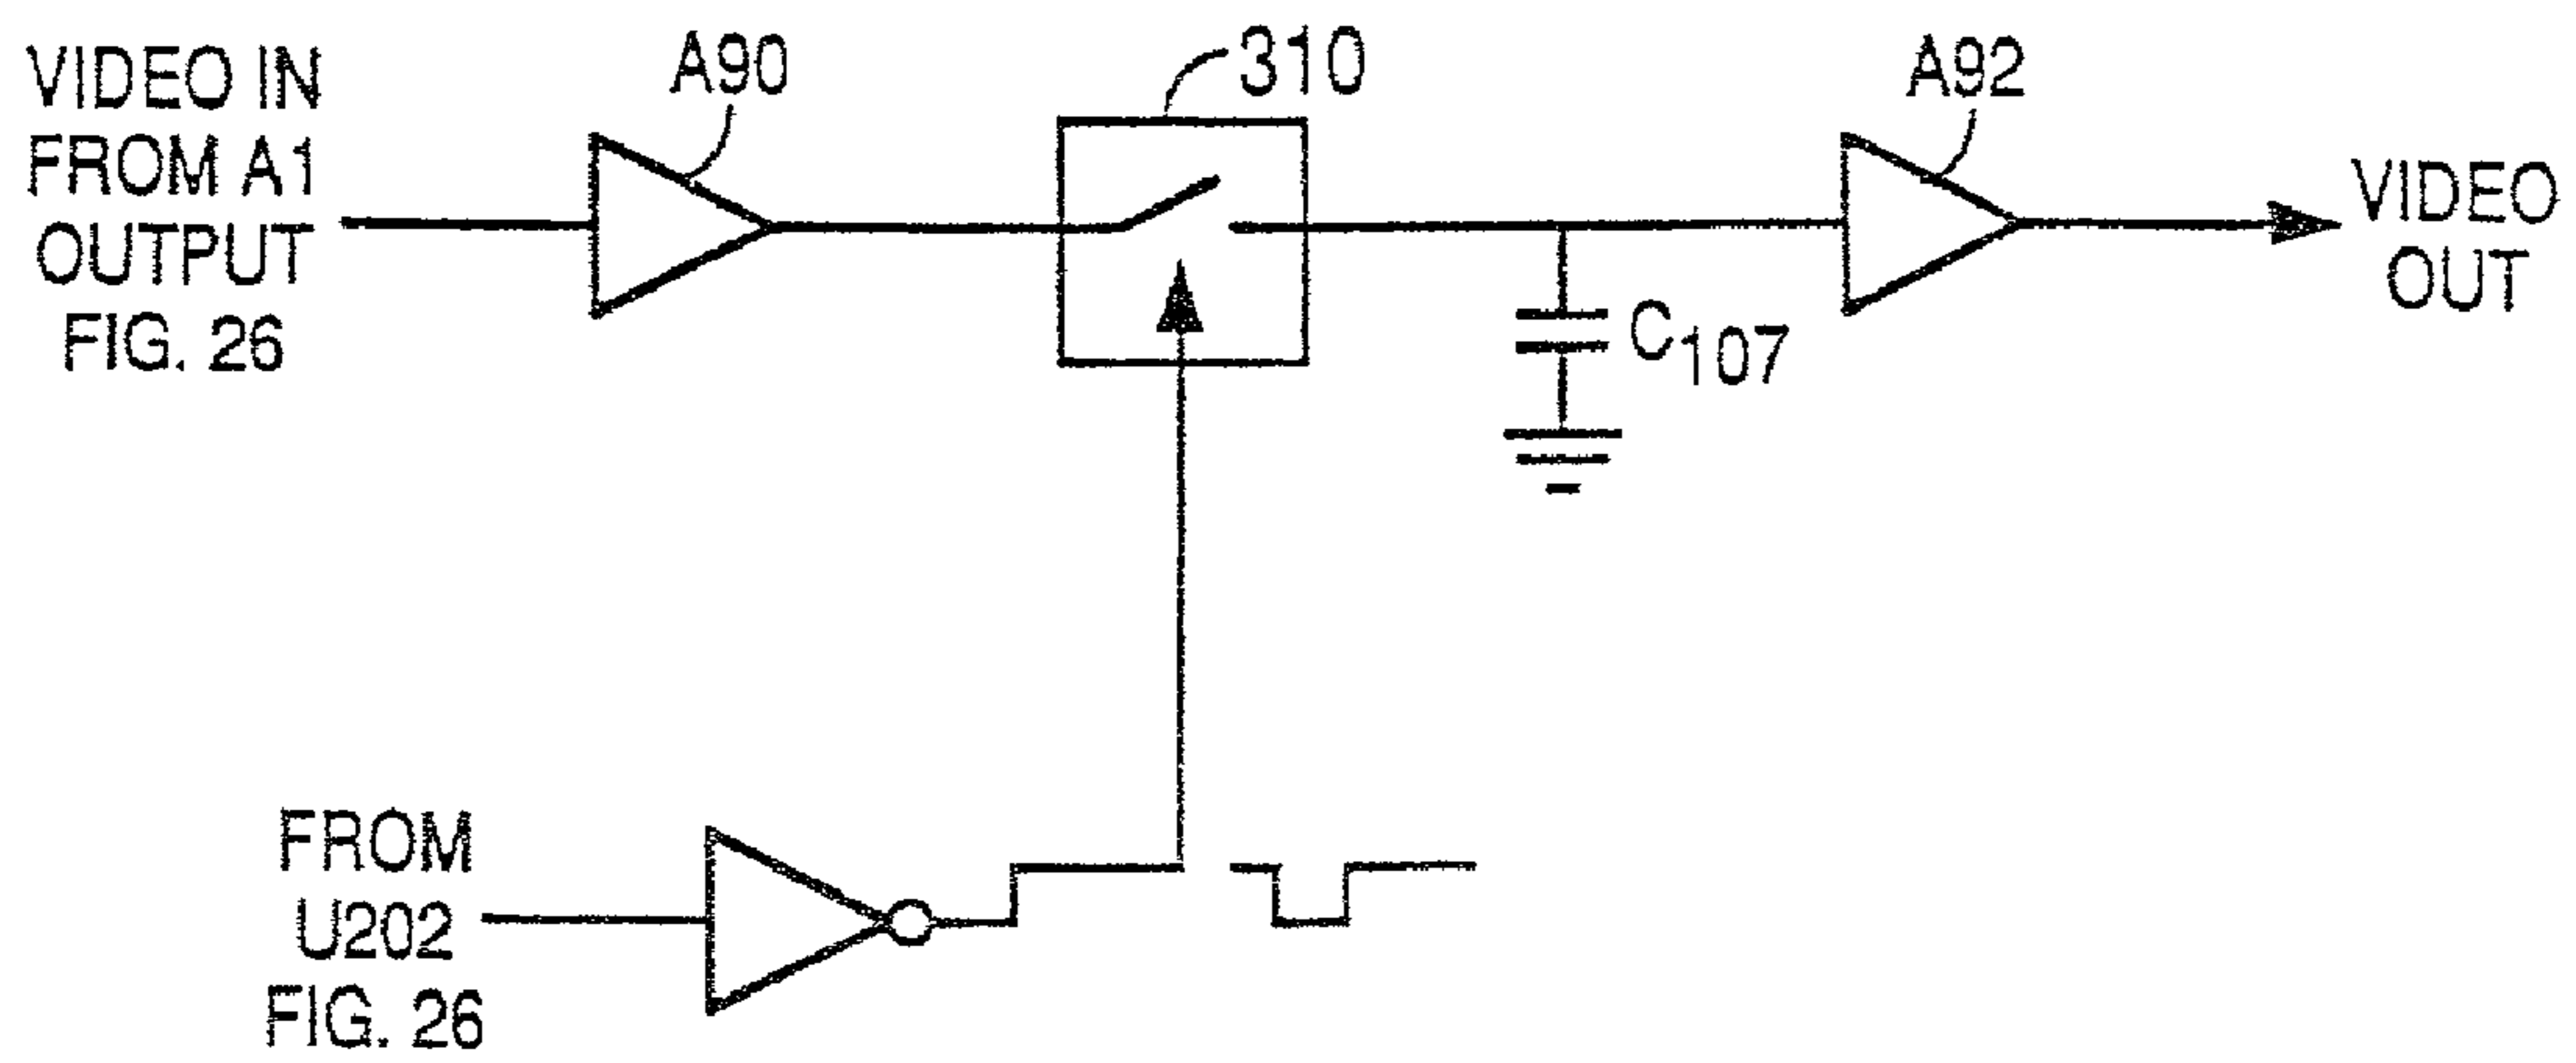 VIDEO IN
FROM A1
OUTPUT
FIG. 26
A90
310
A92
VIDEO
OUT
C107
FROM
U202
FIG. 26